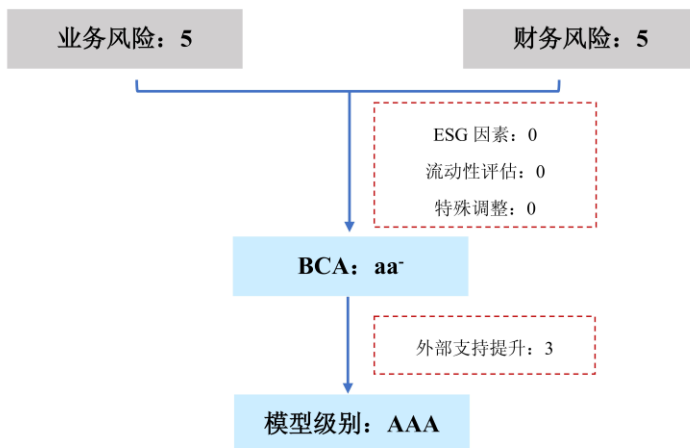 业务风险：5
财务风险：5
ESG 因素：0
流动性评估：0
特殊调整：0
BCA：aa⁻
外部支持提升：3
模型级别：AAA